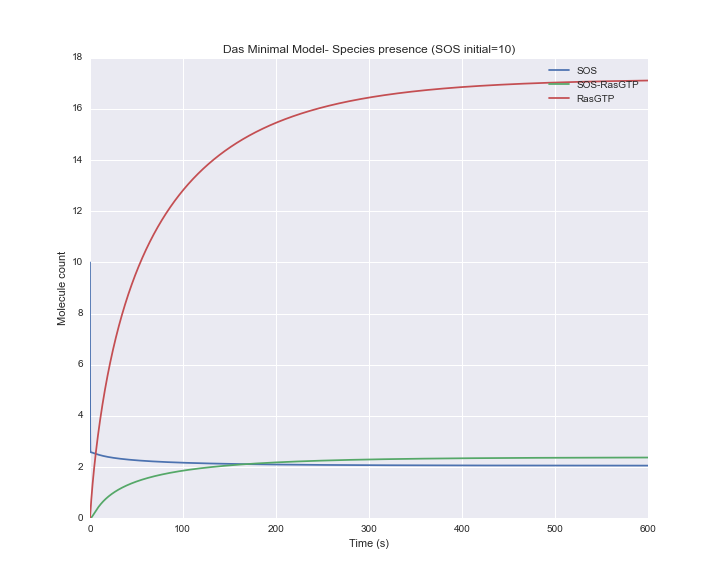 Das Minimal Model- Species presence (SOS initial=10)
18
16
14
12
10
8
6
4
2
0
Molecule count
SOS
SOS-RasGTP
RasGTP
0 100 200 300 400 500 600
Time (s)